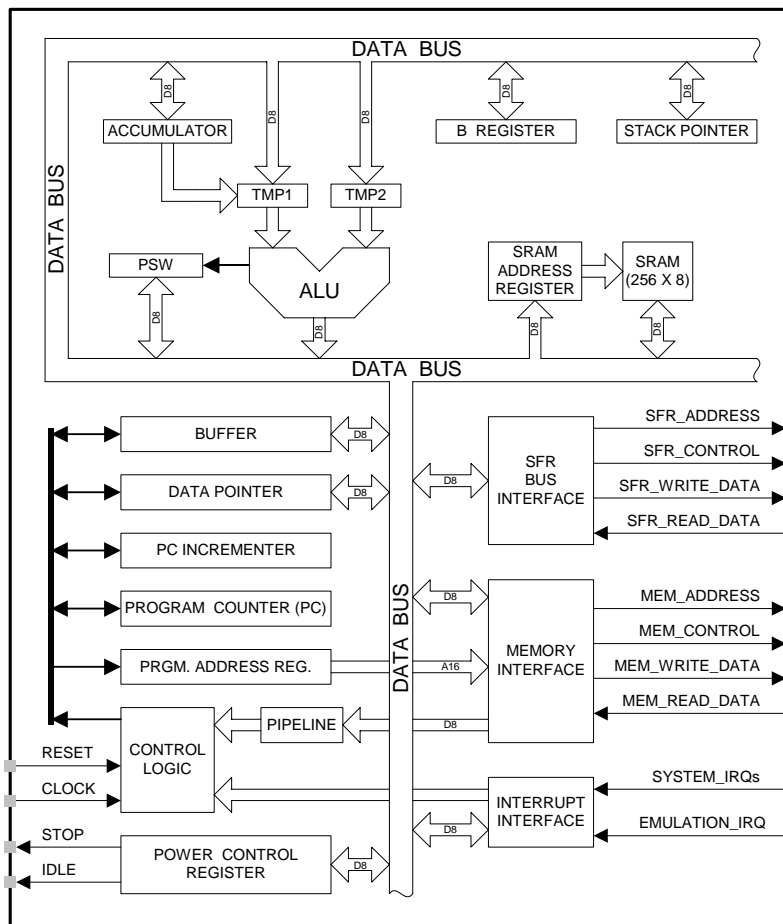 DATA BUS
D8
D8
D8
D8
D8
ACCUMULATOR
B REGISTER
STACK POINTER
DATA BUS
TMP1
TMP2
PSW
ALU
SRAM
ADDRESS
REGISTER
SRAM
(256 X 8)
D8
D8
D8
D8
DATA BUS
BUFFER
D8
DATA POINTER
D8
PC INCREMENTER
PROGRAM COUNTER (PC)
PRGM. ADDRESS REG.
A16
DATA BUS
D8
SFR
BUS
INTERFACE
SFR_ADDRESS
SFR_CONTROL
SFR_WRITE_DATA
SFR_READ_DATA
D8
MEMORY
INTERFACE
MEM_ADDRESS
MEM_CONTROL
MEM_WRITE_DATA
MEM_READ_DATA
RESET
CLOCK
CONTROL
LOGIC
PIPELINE
D8
INTERRUPT
INTERFACE
D8
SYSTEM_IRQs
EMULATION_IRQ
STOP
IDLE
POWER CONTROL
REGISTER
D8